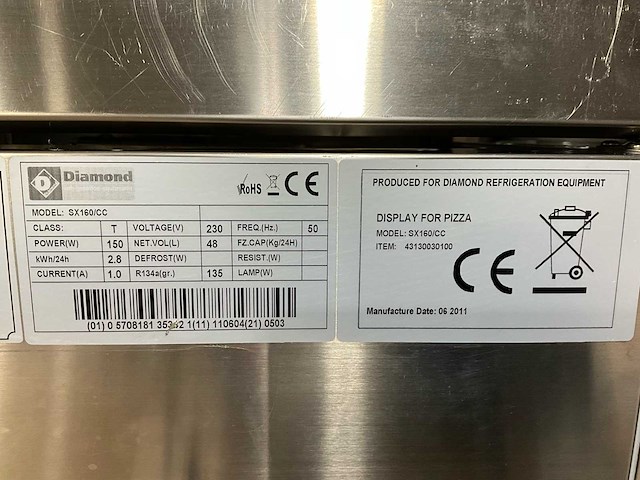 Diamond
RoHS CE
MODEL: SX160/CC
CLASS: T VOLTAGE(V) 230 FREQ.(Hz.) 50
POWER(W) 150 NET.VOL(L) 48 FZ.CAP(Kg/24H)
kWh/24h 2.8 DEFROST(W) RESIST.(W)
CURRENT(A) 1.0 R134a(gr.) 135 LAMP(W)
PRODUCED FOR DIAMOND REFRIGERATION EQUIPMENT
DISPLAY FOR PIZZA
MODEL: SX160/CC
ITEM: 43130030100
CE
Manufacture Date: 06 2011